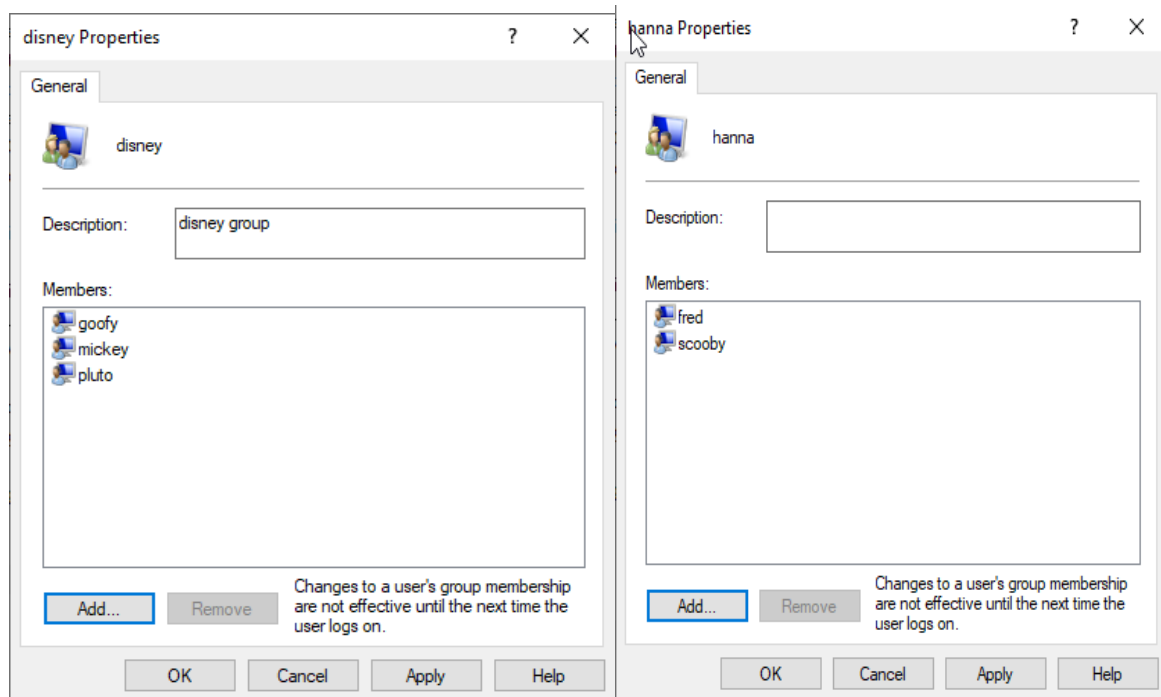 disney Properties
?
General
disney
Description:
disney group
Members:
goofy
mickey
pluto
Add...
Remove
Changes to a user's group membership
are not effective until the next time the
user logs on.
OK
Cancel
Apply
Help
hanna Properties
?
General
hanna
Description:
Members:
fred
scooby
Add...
Remove
Changes to a user's group membership
are not effective until the next time the
user logs on.
OK
Cancel
Apply
Help